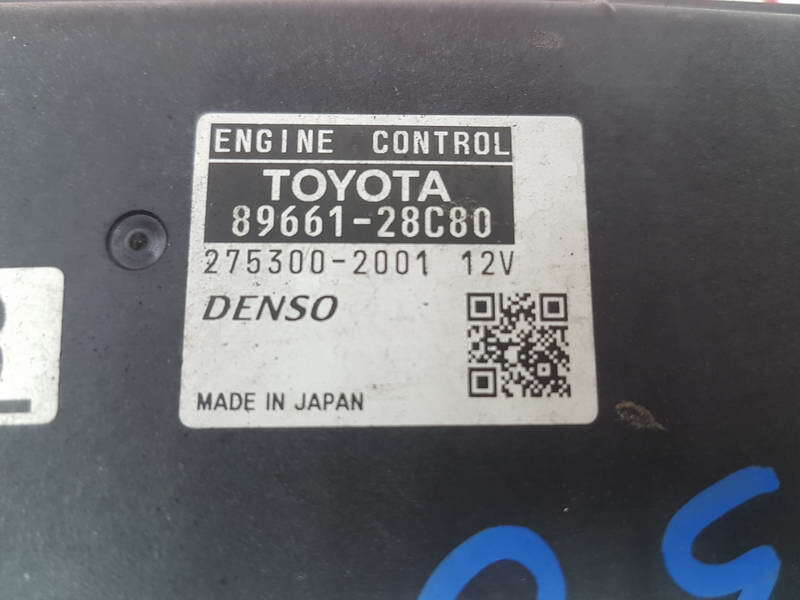 ENGINE CONTROL
TOYOTA
89661-28C80
275300-2001 12V
DENSO
MADE IN JAPAN